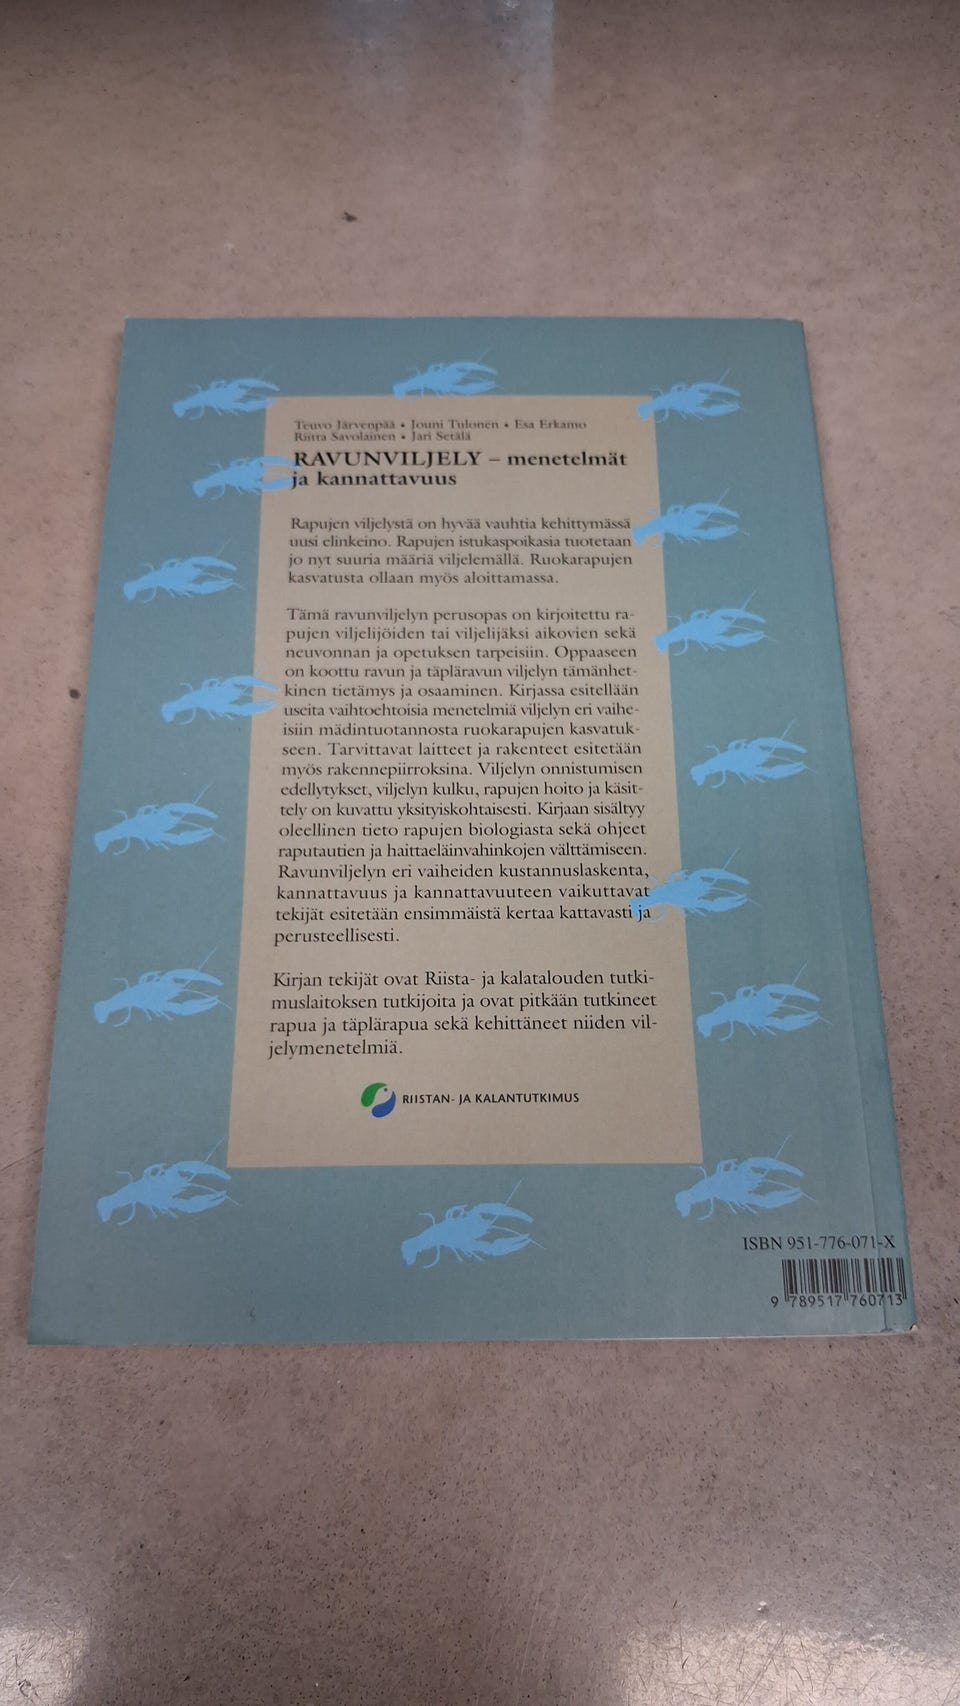 Teuvo Järvenpää • Jouni Tulonen • Esa Erkamo
Riitta Savolainen • Jari Setälä
RAVUNVILJELY – menetelmät
ja kannattavuus
Rapujen viljelystä on hyvää vauhtia kehittymässä
uusi elinkeino. Rapujen istukaspoikasia tuotetaan
jo nyt suuria määriä viljelemällä. Ruokarapujen
kasvatusta ollaan myös aloittamassa.
Tämä ravunviljelyn perusopas on kirjoitettu ra-
pujen viljelijöiden tai viljelijäksi aikovien sekä
neuvonnan ja opetuksen tarpeisiin. Oppaaseen
on koottu ravun ja täpläravun viljelyn tämänhet-
kinen tietämys ja osaaminen. Kirjassa esitellään
useita vaihtoehtoisia menetelmiä viljelyn eri vaihe-
isiin mädintuotannosta ruokarapujen kasvatuk-
seen. Tarvittavat laitteet ja rakenteet esitetään
myös rakennepiirroksina. Viljelyn onnistumisen
edellytykset, viljelyn kulku, rapujen hoito ja käsit-
tely on kuvattu yksityiskohtaisesti. Kirjaan sisältyy
oleellinen tieto rapujen biologiasta sekä ohjeet
raputautien ja haittaeläinvahinkojen välttämiseen.
Ravunviljelyn eri vaiheiden kustannuslaskenta,
kannattavuus ja kannattavuuteen vaikuttavat
tekijät esitetään ensimmäistä kertaa kattavasti ja
perusteellisesti.
Kirjan tekijät ovat Riista- ja kalatalouden tutki-
muslaitoksen tutkijoita ja ovat pitkään tutkineet
rapua ja täplärapua sekä kehittäneet niiden vil-
jelymenetelmiä.
RIISTAN- JA KALANTUTKIMUS
ISBN 951-776-071-X
9 789517 760713